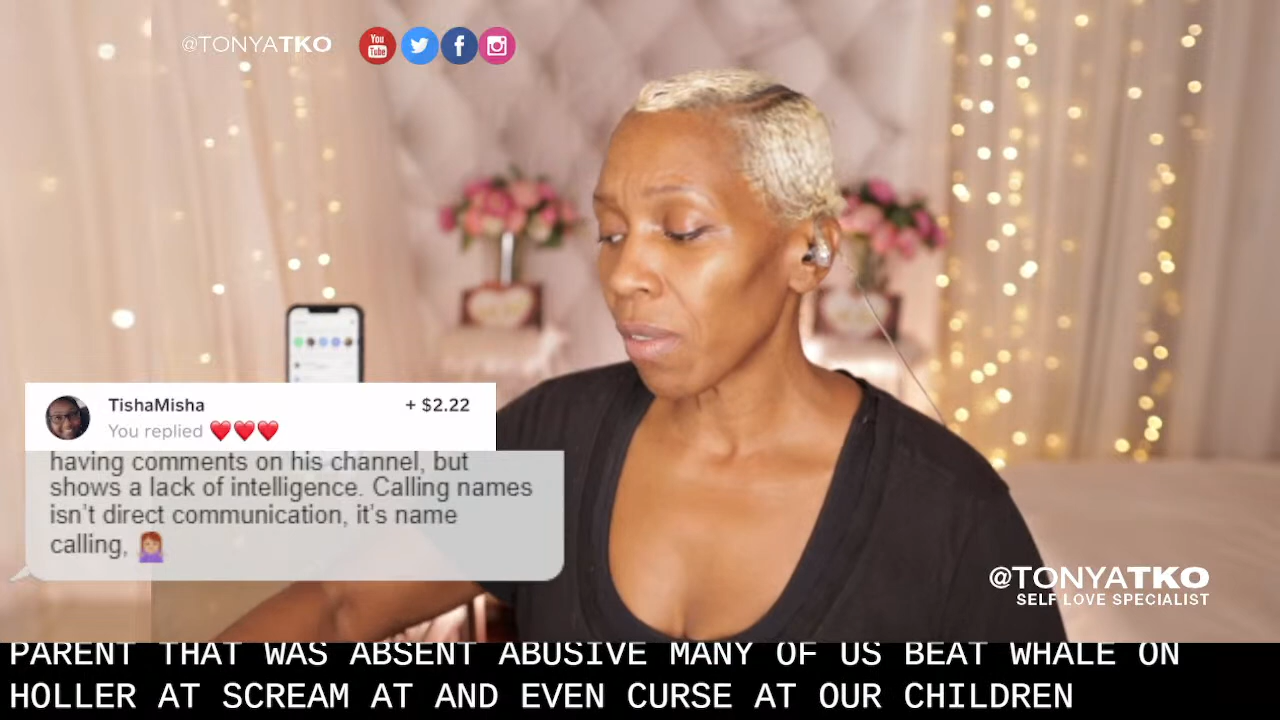 @TONYATKO
You Tube
TishaMisha + $2.22
You replied ❤️❤️❤️
having comments on his channel, but
shows a lack of intelligence. Calling names
isn't direct communication, it's name
calling, 🤷🏽‍♀️
@TONYATKO
SELF LOVE SPECIALIST
PARENT THAT WAS ABSENT ABUSIVE MANY OF US BEAT WHALE ON
HOLLER AT SCREAM AT AND EVEN CURSE AT OUR CHILDREN